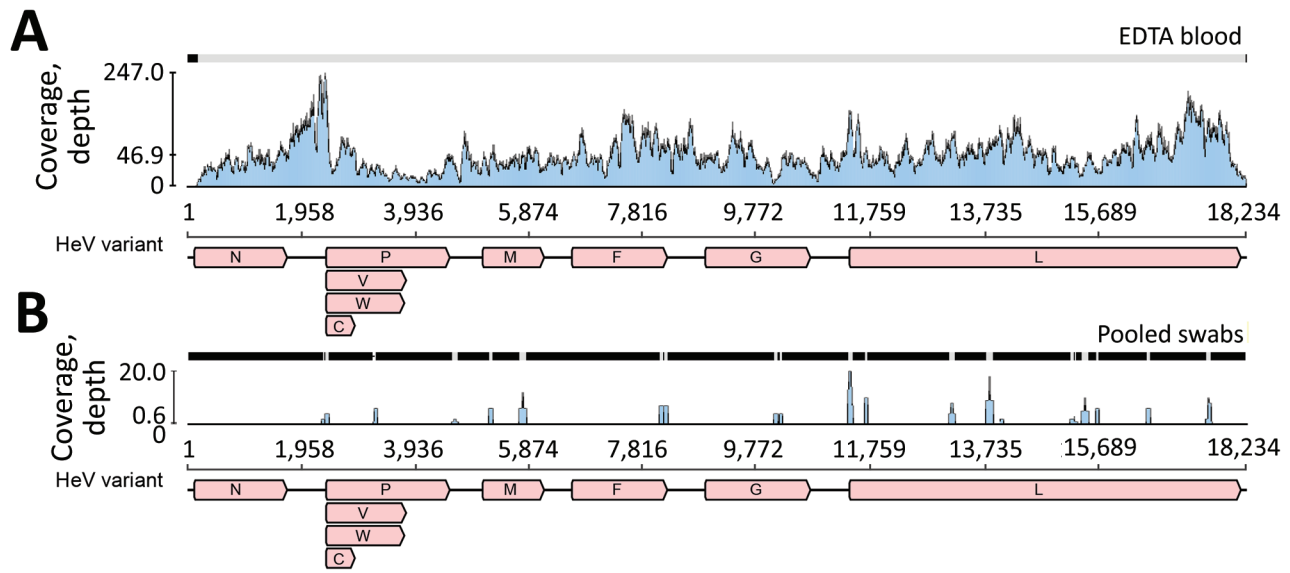 A
EDTA blood
Coverage,
depth
247.0
46.9
0
1 1,958 3,936 5,874 7,816 9,772 11,759 13,735 15,689 18,234
HeV variant
N P M F G L
V
W
C
B
Pooled swabs
Coverage,
depth
20.0
0.6
0
1 1,958 3,936 5,874 7,816 9,772 11,759 13,735 15,689 18,234
HeV variant
N P M F G L
V
W
C